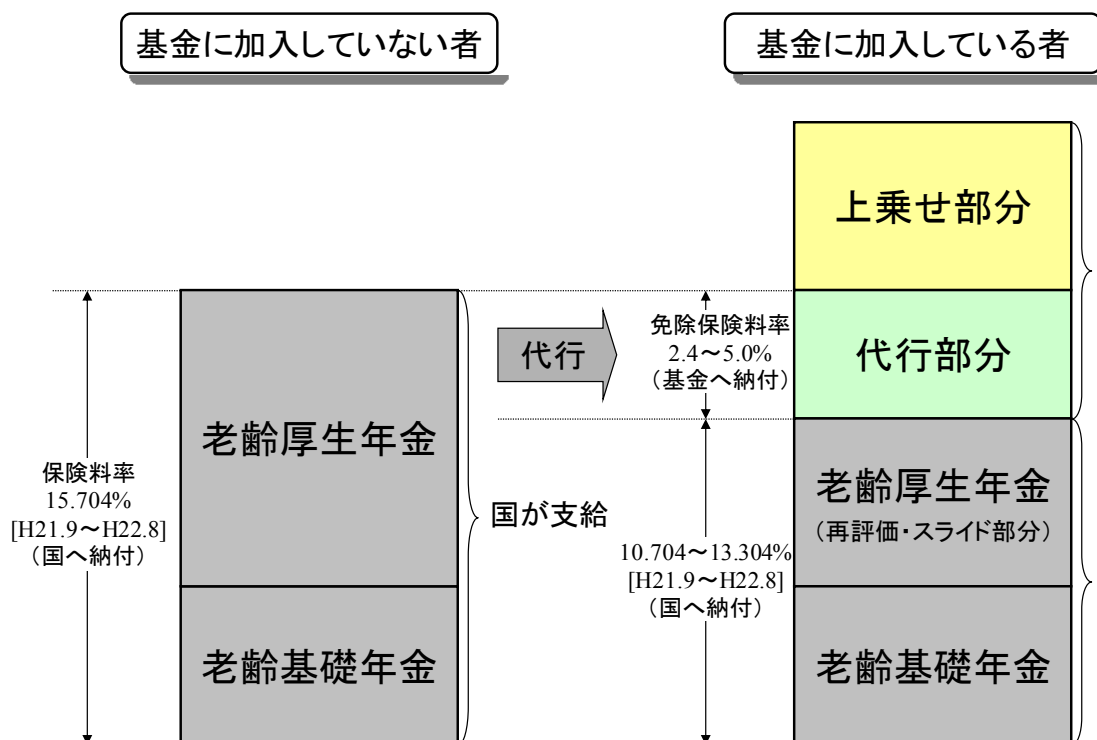 基金に加入していない者
基金に加入している者
上乗せ部分
代行
免除保険料率
2.4～5.0%
（基金へ納付）
代行部分
保険料率
15.704%
[H21.9～H22.8]
（国へ納付）
老齢厚生年金
国が支給
老齢基礎年金
10.704～13.304%
[H21.9～H22.8]
（国へ納付）
老齢厚生年金
（再評価・スライド部分）
老齢基礎年金